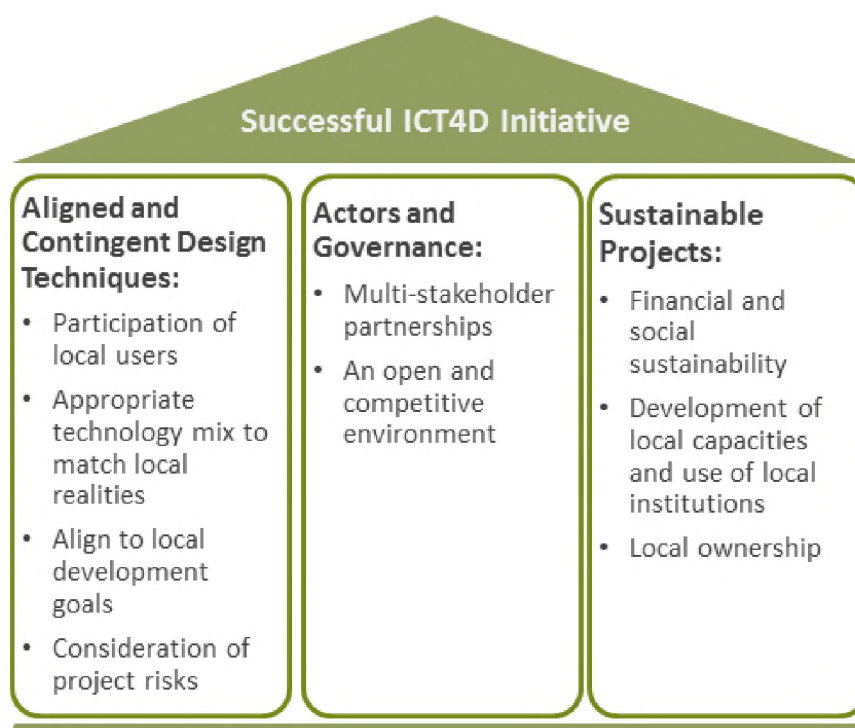 Successful ICT4D Initiative
Aligned and
Contingent Design
Techniques:
• Participation of
local users
• Appropriate
technology mix to
match local
realities
• Align to local
development
goals
• Consideration of
project risks
Actors and
Governance:
• Multi-stakeholder
partnerships
• An open and
competitive
environment
Sustainable
Projects:
• Financial and
social
sustainability
• Development of
local capacities
and use of local
institutions
• Local ownership